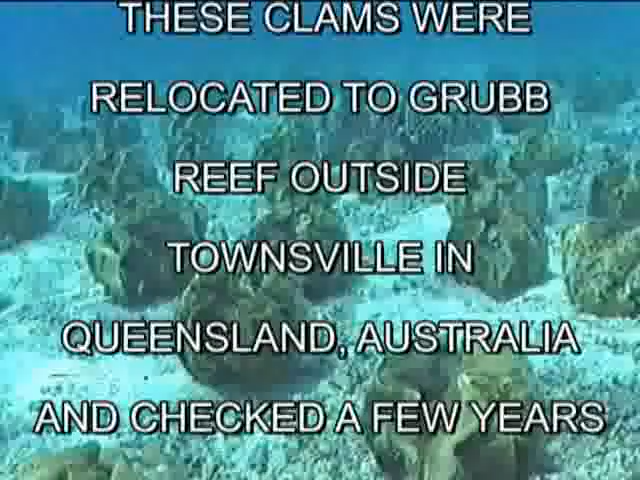 THESE CLAMS WERE
RELOCATED TO GRUBB
REEF OUTSIDE
TOWNSVILLE IN
QUEENSLAND, AUSTRALIA
AND CHECKED A FEW YEARS